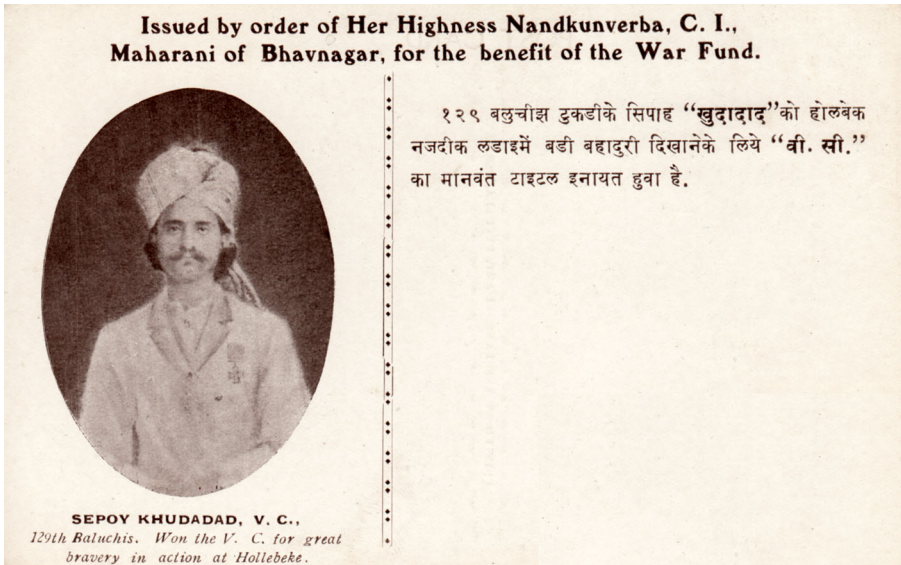 Issued by order of Her Highness Nandkunverba, C. I.,
Maharani of Bhavnagar, for the benefit of the War Fund.
१२९ बलुचीझ टुकडीके सिपाह “खुदादाद”को होलबेक
नजदीक लडाइमें बडी बहादुरी दिखानेके लिये “वी. सी.”
का मानवंत टाइटल इनायत हुवा है.
SEPOY KHUDADAD, V. C.,
129th Baluchis. Won the V. C. for great
bravery in action at Hollebeke.